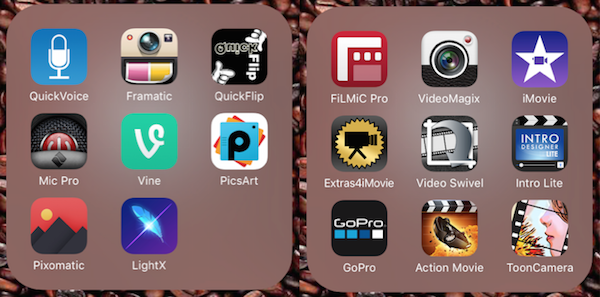 Quick
Flip
QuickVoice Framatic QuickFlip
Mic Pro Vine PicsArt
Pixomatic LightX
FiLMiC Pro VideoMagix iMovie
INTRO
DESIGNER
LITE
Extras4iMovie Video Swivel Intro Lite
GoPro
GoPro Action Movie ToonCamera